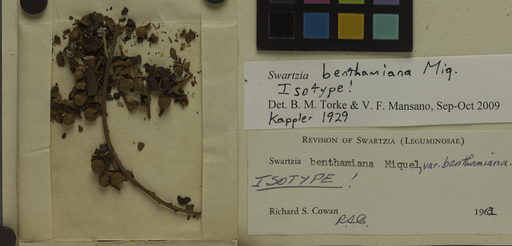 Swartzia benthamiana Miq.
Isotype!
Det. B. M. Torke & V. F. Mansano, Sep-Oct 2009
Kappler 1929
REVISION OF SWARTZIA (LEGUMINOSAE)
Swartzia benthamiana Miquel, var. benthamiana.
ISOTYPE!
Richard S. Cowan 1961